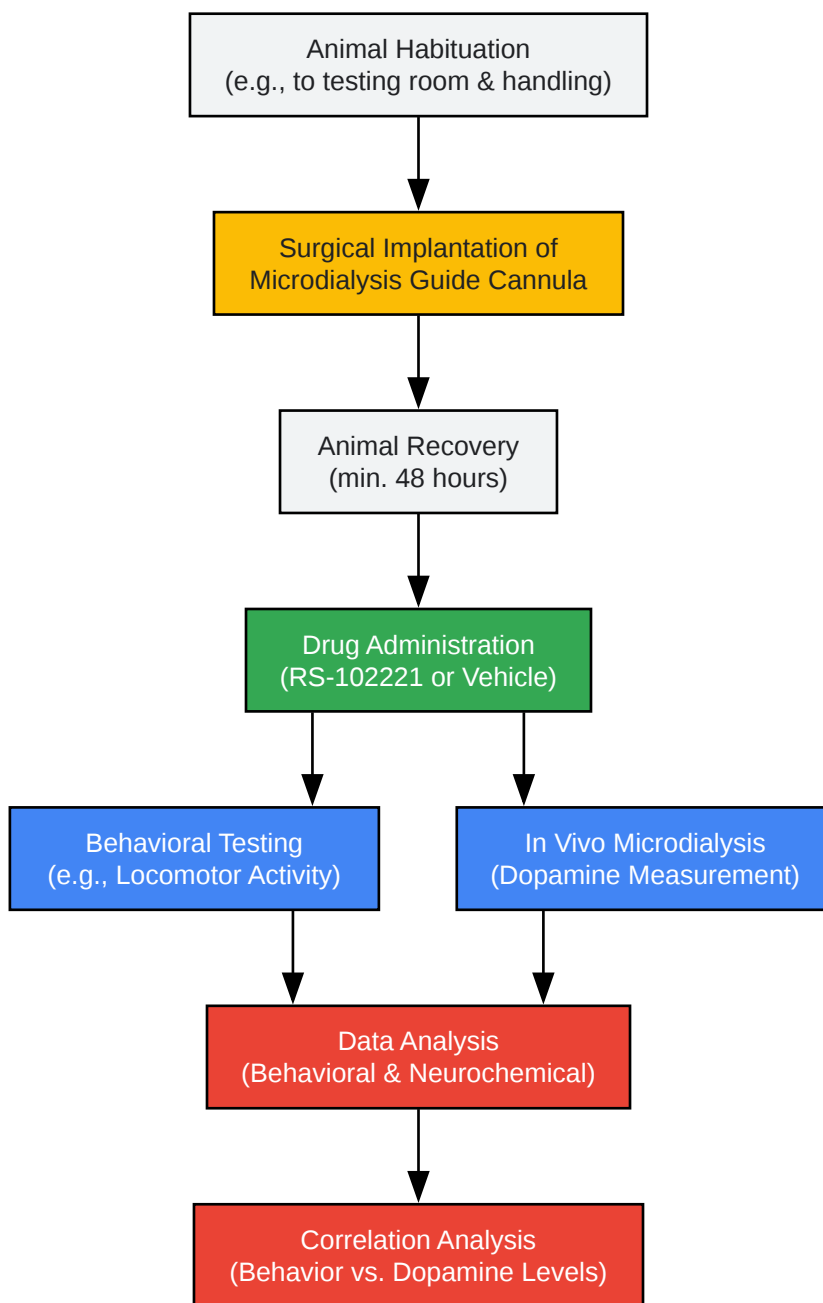 Animal Habituation
(e.g., to testing room & handling)
Surgical Implantation of
Microdialysis Guide Cannula
Animal Recovery
(min. 48 hours)
Drug Administration
(RS-102221 or Vehicle)
Behavioral Testing
(e.g., Locomotor Activity)
In Vivo Microdialysis
(Dopamine Measurement)
Data Analysis
(Behavioral & Neurochemical)
Correlation Analysis
(Behavior vs. Dopamine Levels)